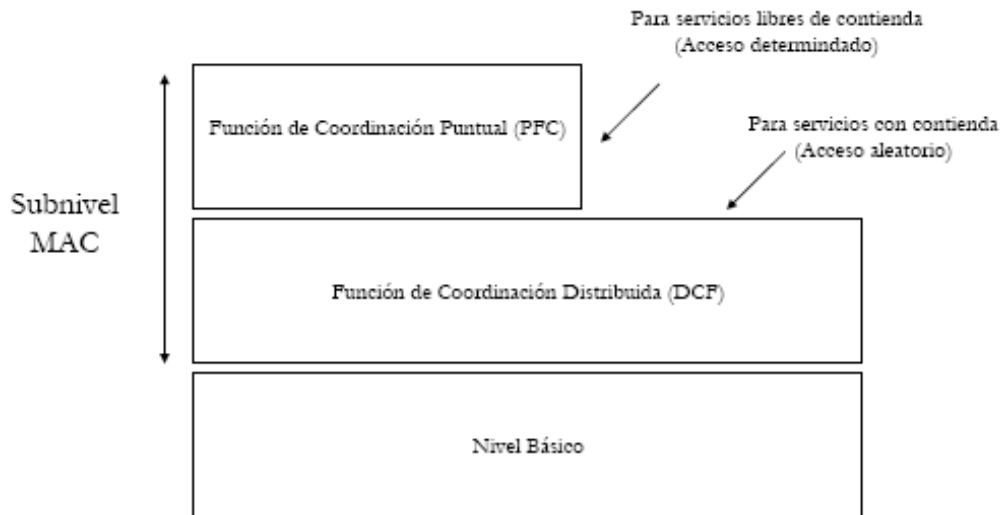 Para servicios libres de contienda
(Acceso determindado)
Función de Coordinación Puntual (PFC)
Para servicios con contienda
(Acceso aleatorio)
Subnivel
MAC
Función de Coordinación Distribuida (DCF)
Nivel Básico